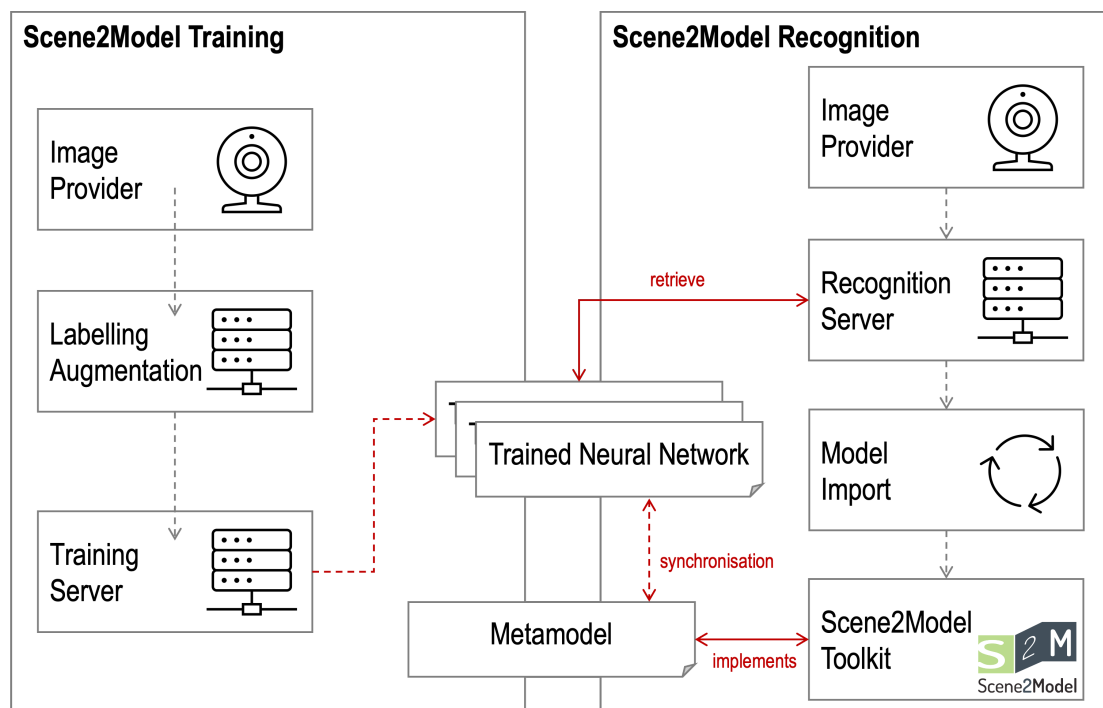 Scene2Model Training
Image
Provider
Labelling
Augmentation
Training
Server
Trained Neural Network
synchronisation
Metamodel
retrieve
implements
Scene2Model Recognition
Image
Provider
Recognition
Server
Model
Import
Scene2Model
Toolkit
S2M
Scene2Model